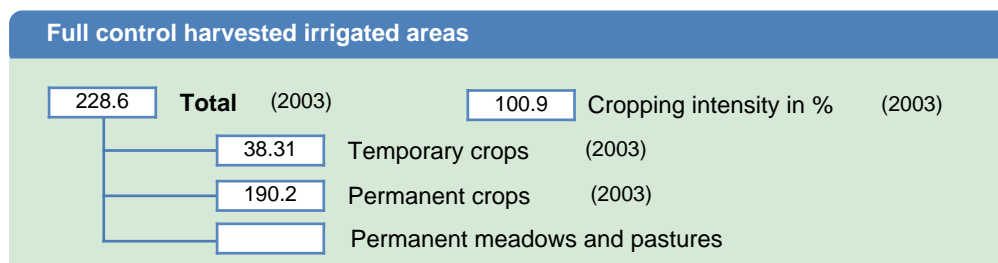 Full control harvested irrigated areas
228.6 Total (2003) 100.9 Cropping intensity in % (2003)
38.31 Temporary crops (2003)
190.2 Permanent crops (2003)
Permanent meadows and pastures